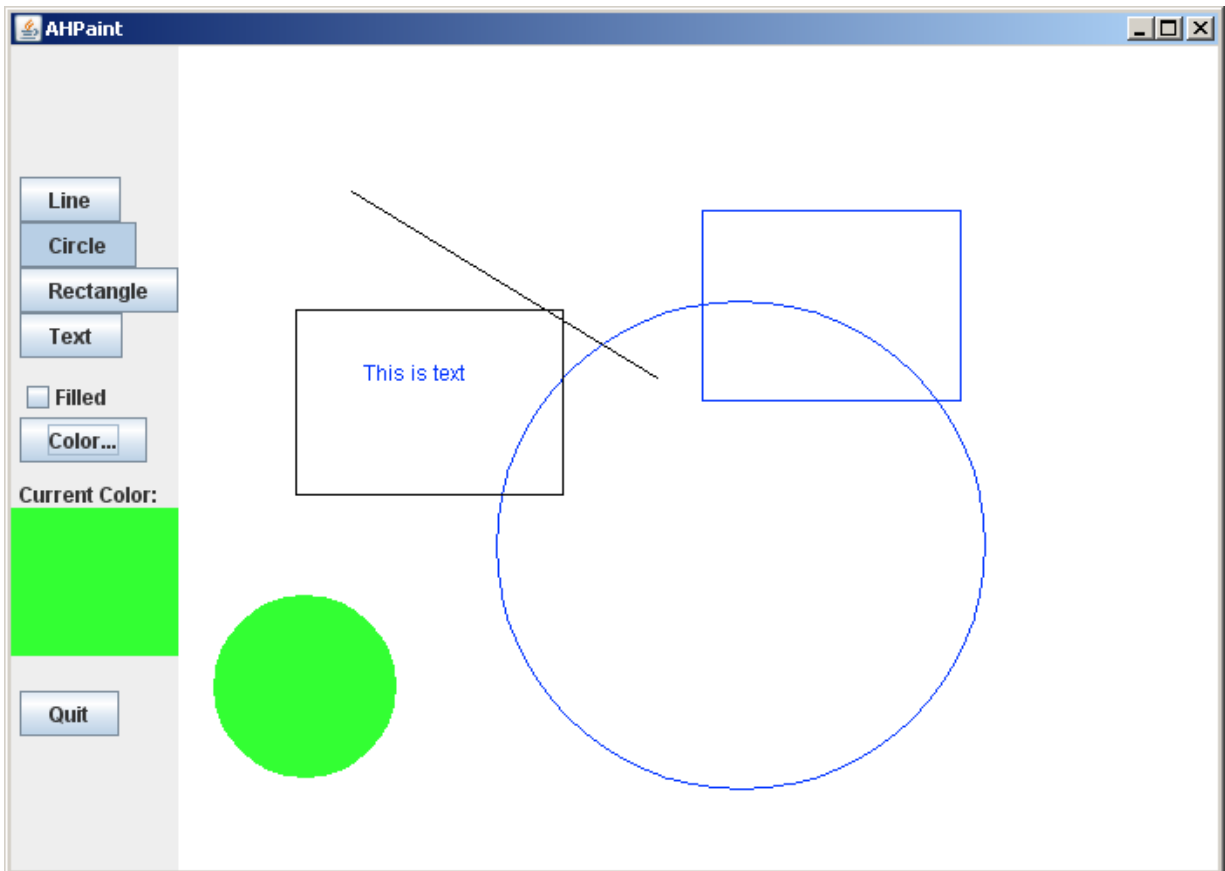 AHPaint
Line
Circle
Rectangle
Text
This is text
Filled
Color...
Current Color:
Quit